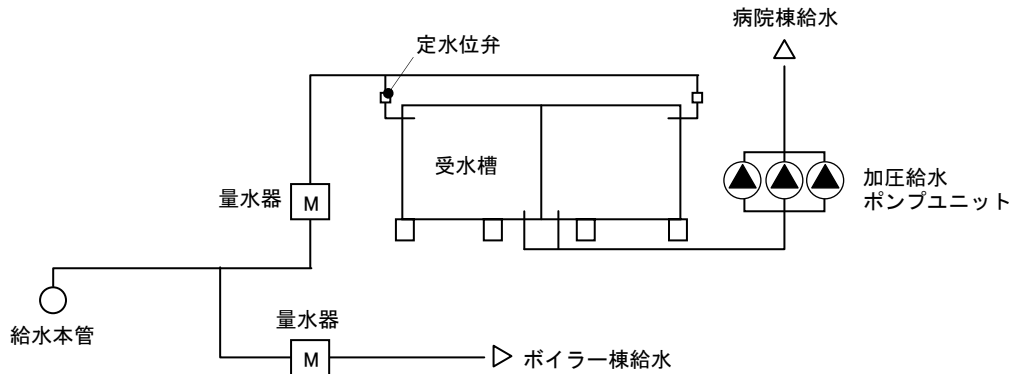 病院棟給水
定水位弁
受水槽
加圧給水
ポンプユニット
量水器
M
給水本管
量水器
M
ボイラー棟給水